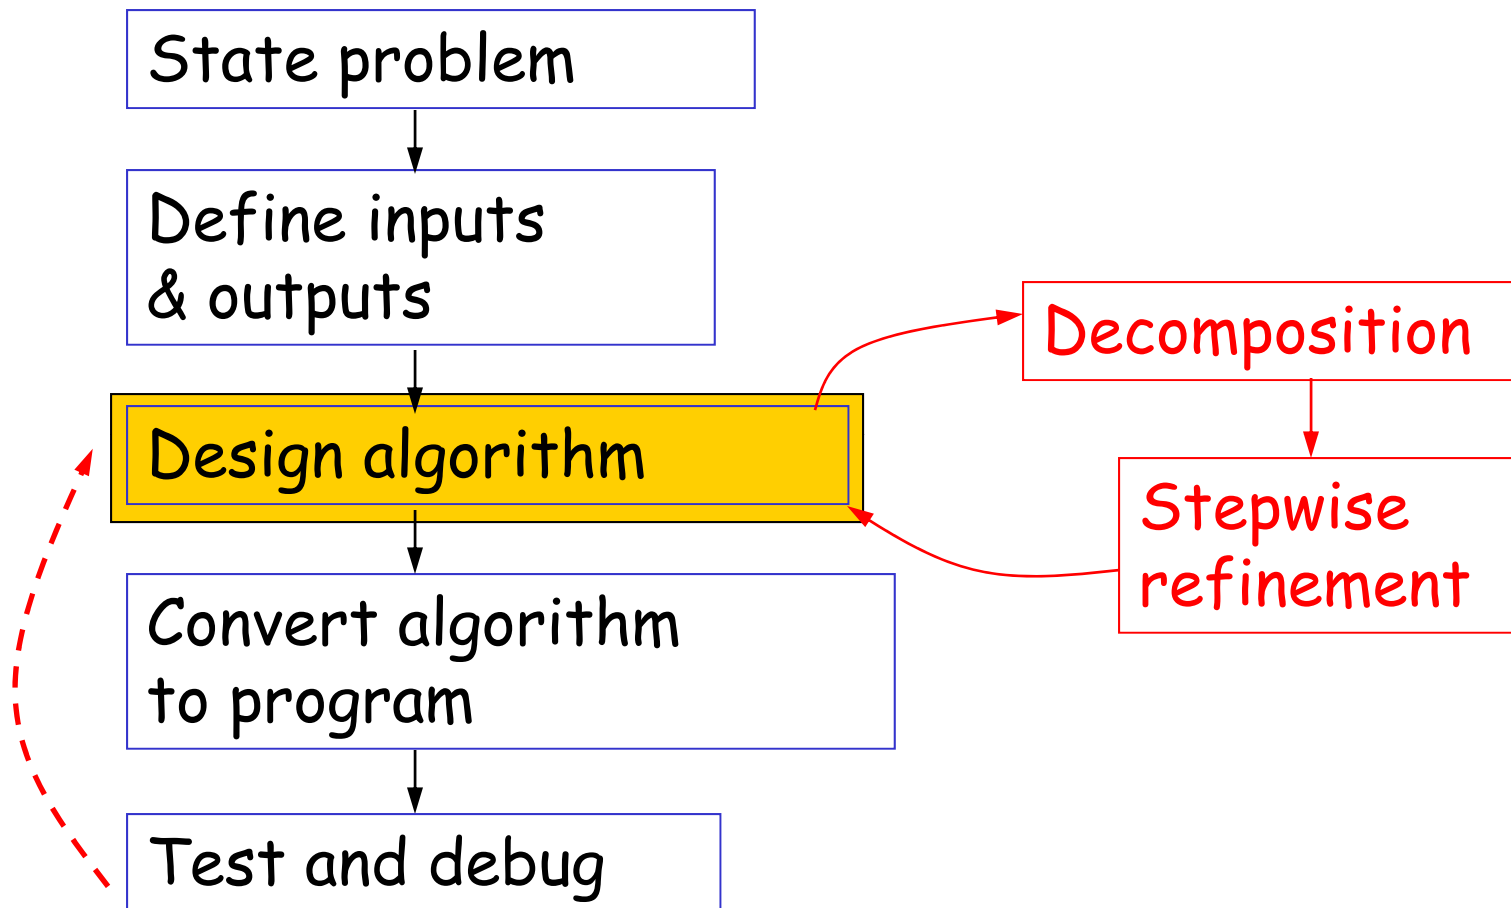 State problem
Define inputs
& outputs
Design algorithm
Convert algorithm
to program
Test and debug
Decomposition
Stepwise
refinement